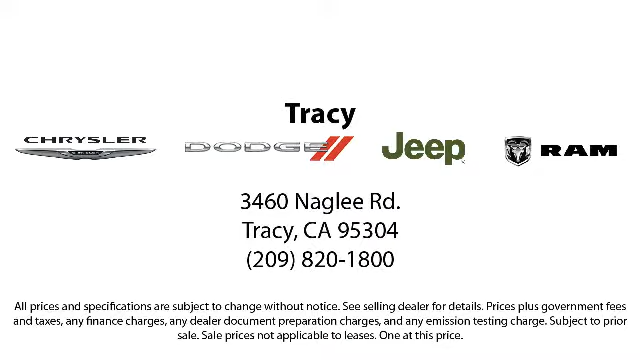 Tracy
CHRYSLER DODGE Jeep RAM
3460 Naglee Rd.
Tracy, CA 95304
(209) 820-1800
All prices and specifications are subject to change without notice. See selling dealer for details. Prices plus government fees
and taxes, any finance charges, any dealer document preparation charges, and any emission testing charge. Subject to prior
sale. Sale prices not applicable to leases. One at this price.